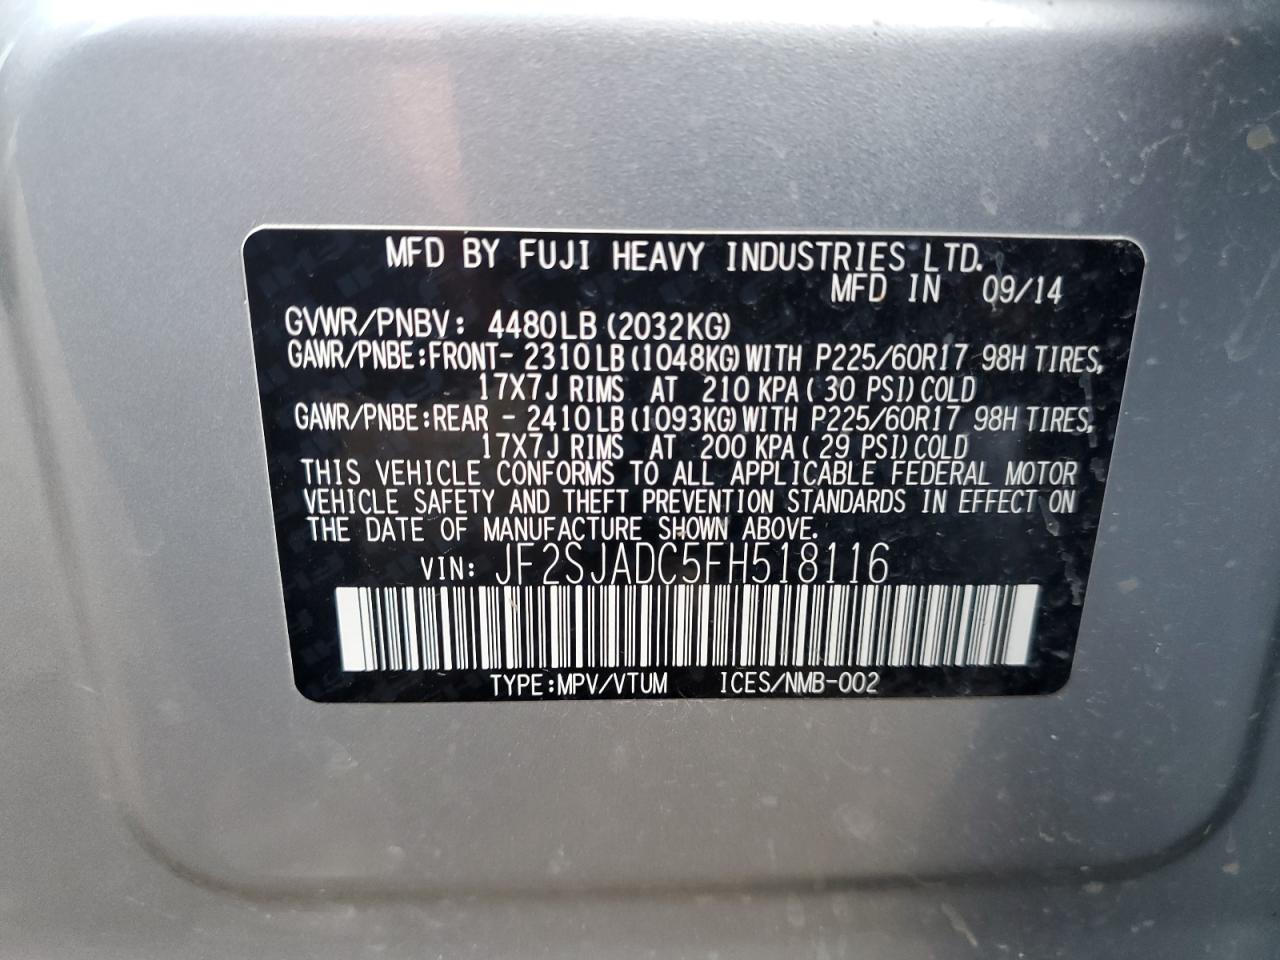 MFD BY FUJI HEAVY INDUSTRIES LTD.
MFD IN 09/14
GVWR/PNBV: 4480LB (2032KG)
GAWR/PNBE:FRONT- 2310LB (1048KG) WITH P225/60R17 98H TIRES,
17X7J RIMS AT 210 KPA ( 30 PSI) COLD
GAWR/PNBE:REAR - 2410LB (1093KG) WITH P225/60R17 98H TIRES,
17X7J RIMS AT 200 KPA ( 29 PSI) COLD
THIS VEHICLE CONFORMS TO ALL APPLICABLE FEDERAL MOTOR
VEHICLE SAFETY AND THEFT PREVENTION STANDARDS IN EFFECT ON
THE DATE OF MANUFACTURE SHOWN ABOVE.
VIN: JF2SJADC5FH518116
TYPE:MPV/VTUM ICES/NMB-002